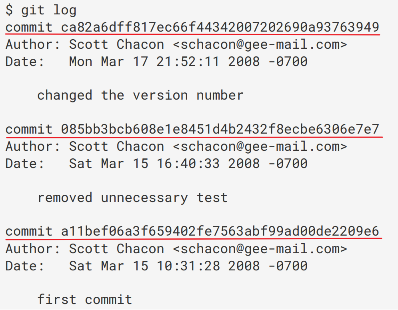 $ git log
commit ca82a6dff817ec66f44342007202690a93763949
Author: Scott Chacon <schacon@gee-mail.com>
Date:   Mon Mar 17 21:52:11 2008 -0700
changed the version number
commit 085bb3bcb608e1e8451d4b2432f8ecbe6306e7e7
Author: Scott Chacon <schacon@gee-mail.com>
Date:   Sat Mar 15 16:40:33 2008 -0700
removed unnecessary test
commit a11bef06a3f659402fe7563abf99ad00de2209e6
Author: Scott Chacon <schacon@gee-mail.com>
Date:   Sat Mar 15 10:31:28 2008 -0700
first commit